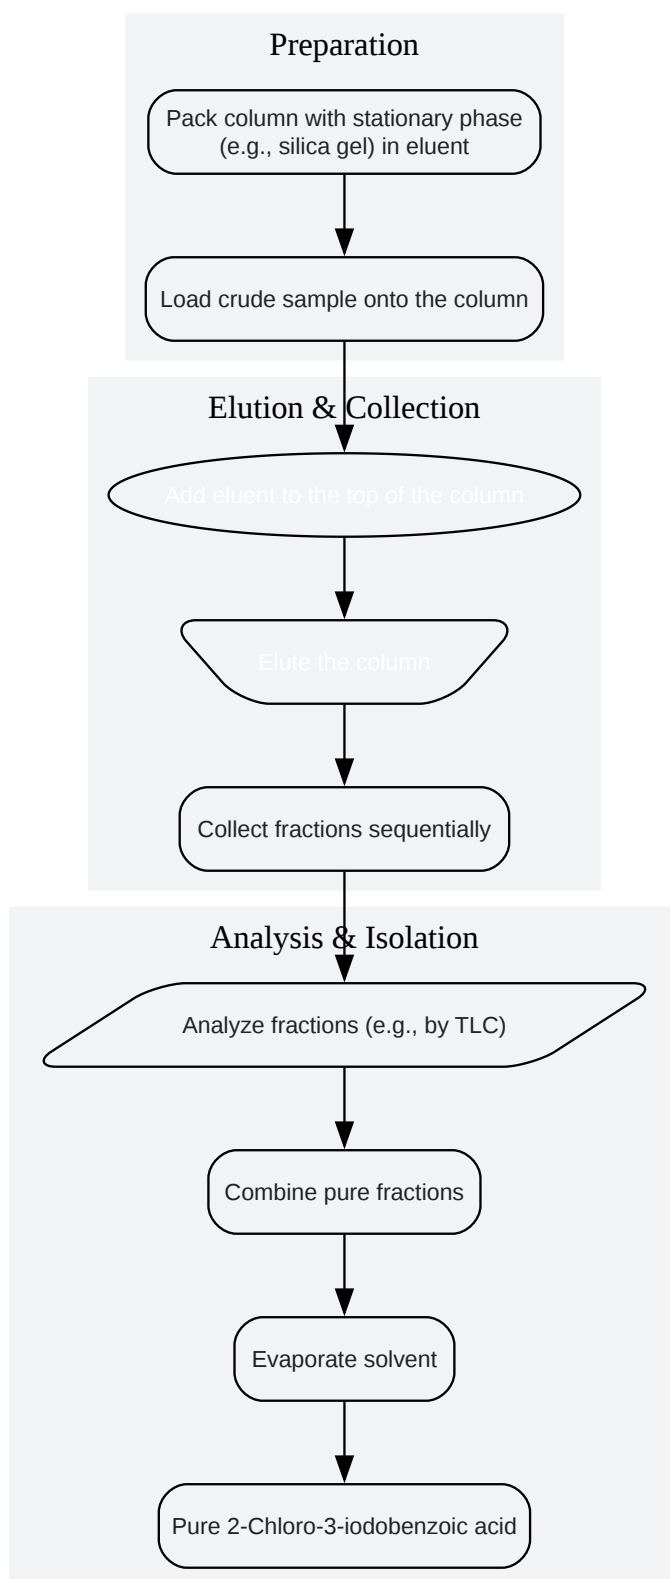 Preparation
Pack column with stationary phase
(e.g., silica gel) in eluent
Load crude sample onto the column
Elution & Collection
Add eluent to the top of the column
Elute the column
Collect fractions sequentially
Analysis & Isolation
Analyze fractions (e.g., by TLC)
Combine pure fractions
Evaporate solvent
Pure 2-Chloro-3-iodobenzoic acid